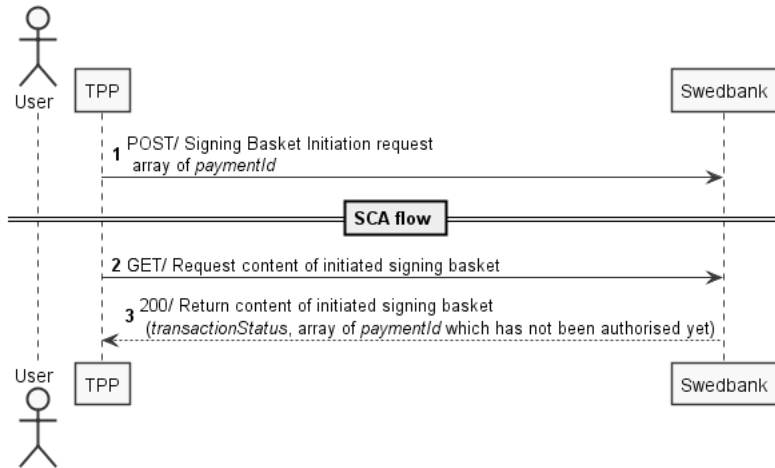 User
TPP
Swedbank
1 POST/ Signing Basket Initiation request
array of paymentId
SCA flow
2 GET/ Request content of initiated signing basket
3 200/ Return content of initiated signing basket
(transactionStatus, array of paymentId which has not been authorised yet)
User
TPP
Swedbank